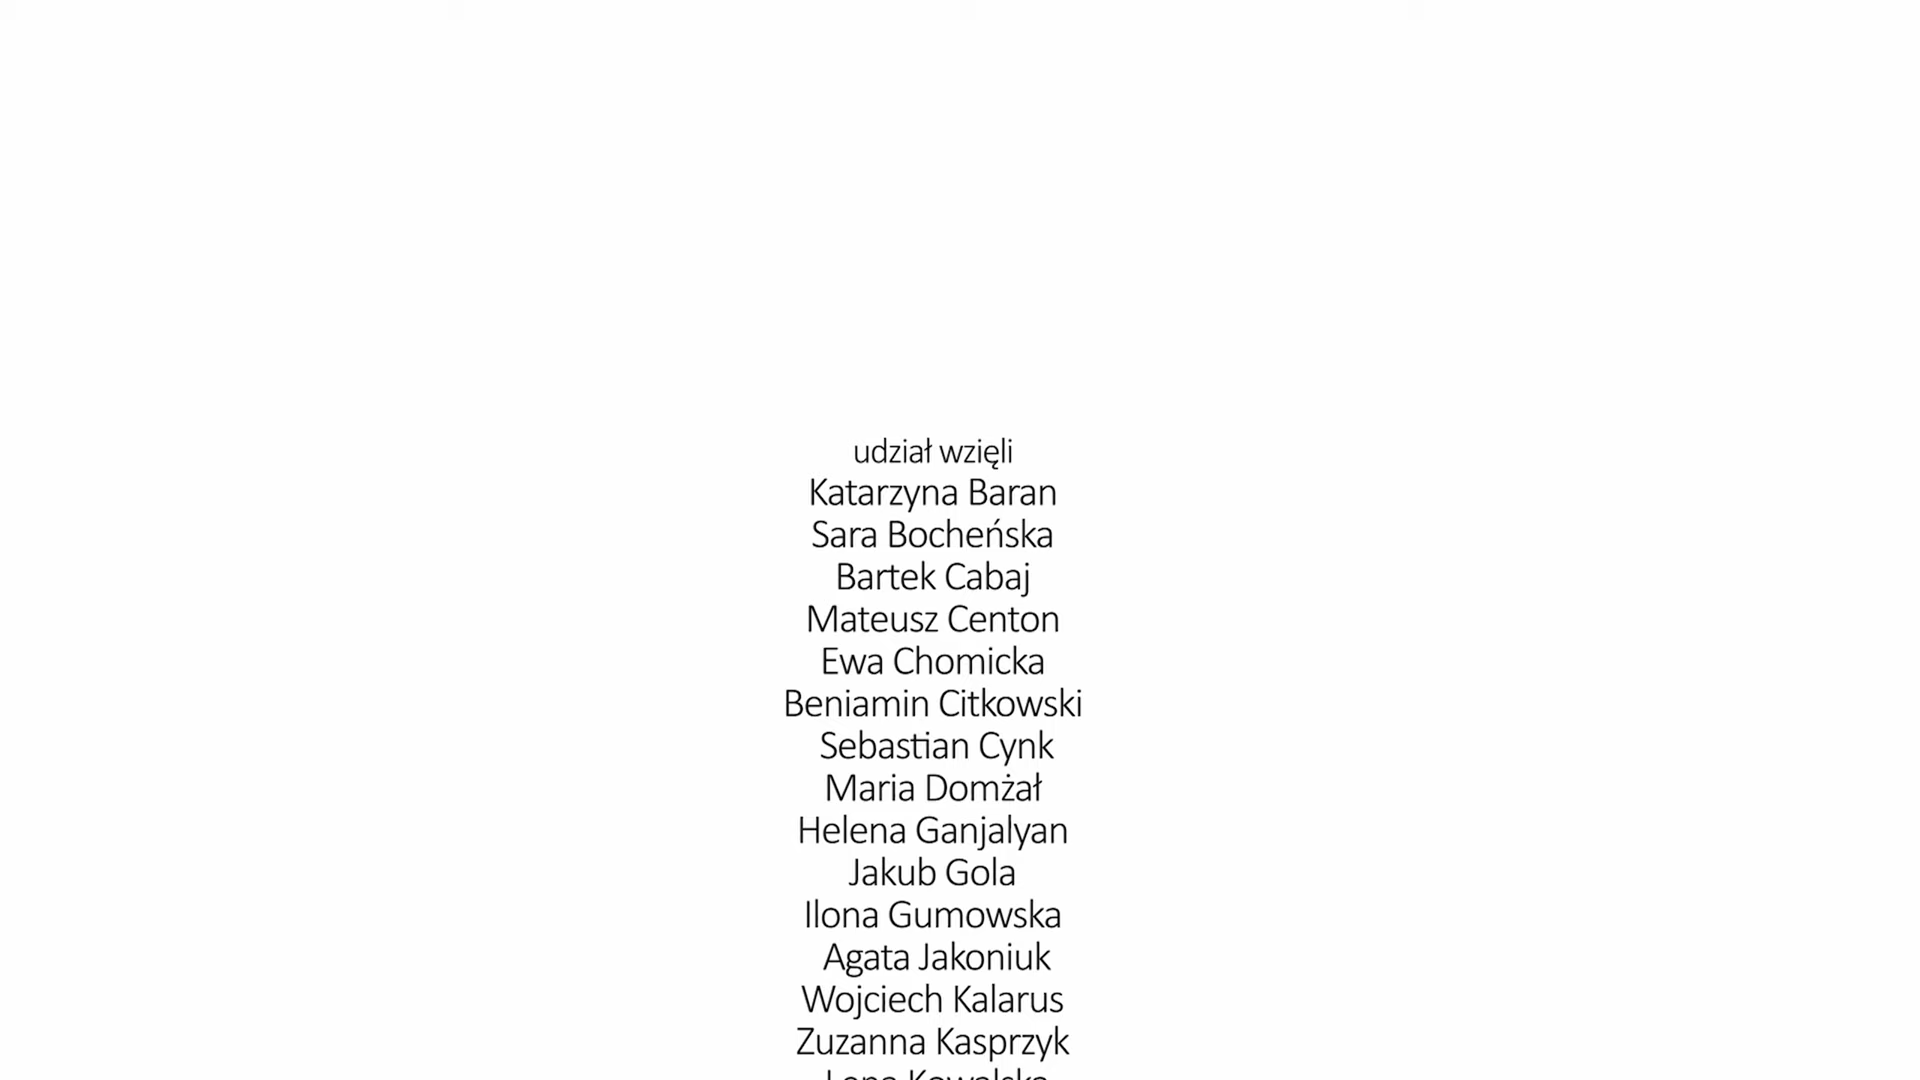 udział wzięli
Katarzyna Baran
Sara Bocheńska
Bartek Cabaj
Mateusz Centon
Ewa Chomicka
Beniamin Citkowski
Sebastian Cynk
Maria Domżał
Helena Ganjalyan
Jakub Gola
Ilona Gumowska
Agata Jakoniuk
Wojciech Kalarus
Zuzanna Kasprzyk